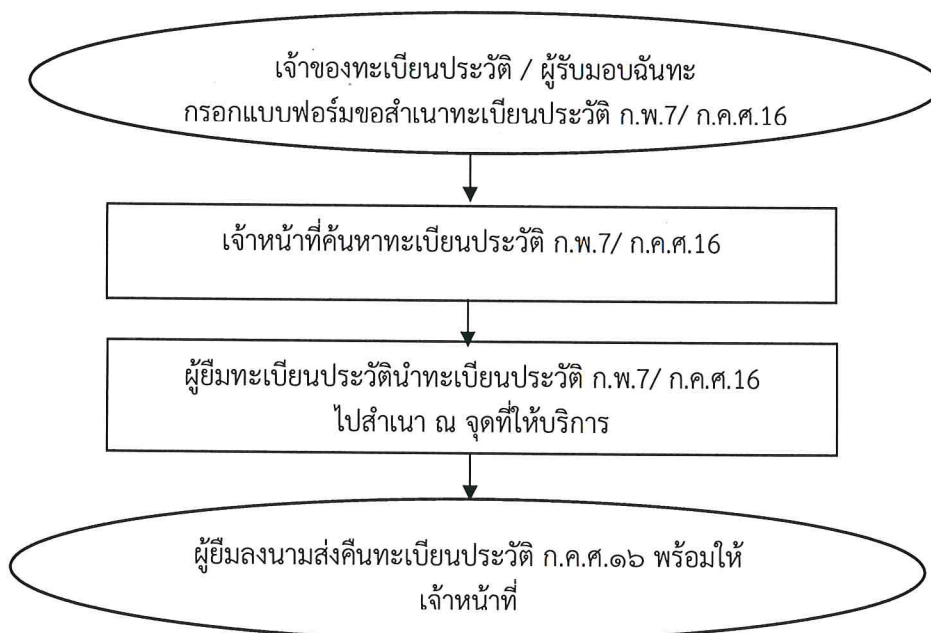 เจ้าของทะเบียนประวัติ / ผู้รับมอบฉันทะ
กรอกแบบฟอร์มขอสำเนาทะเบียนประวัติ ก.พ.7/ ก.ค.ศ.16
เจ้าหน้าที่ค้นหาทะเบียนประวัติ ก.พ.7/ ก.ค.ศ.16
ผู้ยืมทะเบียนประวัตินำทะเบียนประวัติ ก.พ.7/ ก.ค.ศ.16
ไปสำเนา ณ จุดที่ให้บริการ
ผู้ยืมลงนามส่งคืนทะเบียนประวัติ ก.ค.ศ.๑๖ พร้อมให้
เจ้าหน้าที่